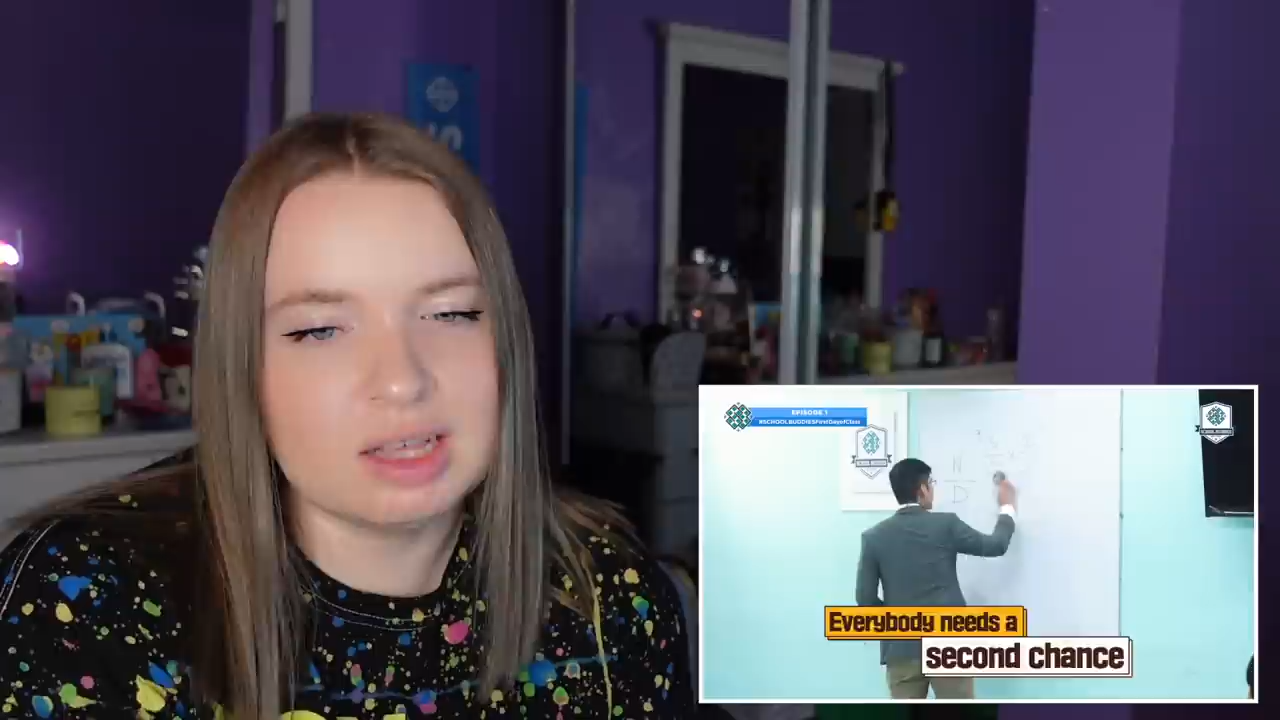 S
EPISODE 1
#SCHOOLBUDDIESFirstDayofClass
N
D
Everybody needs a
second chance